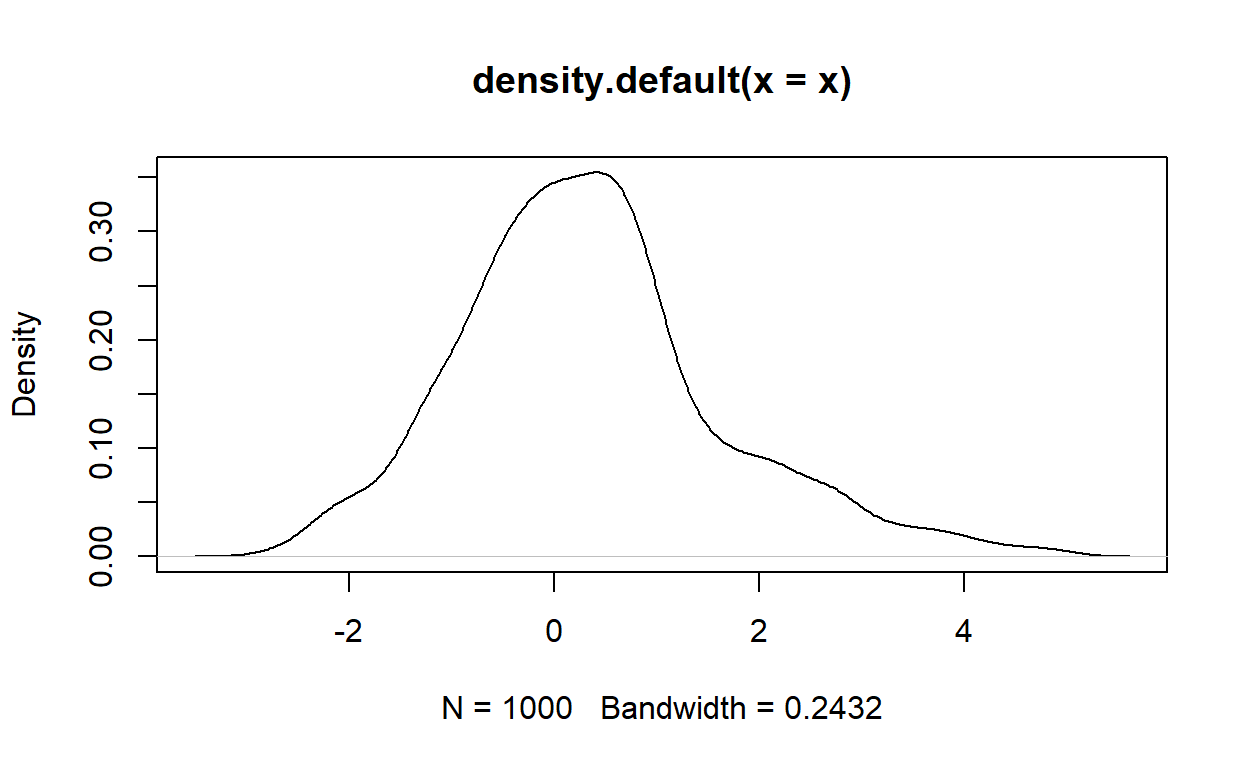 density.default(x = x)
Density
0.00
0.10
0.20
0.30
-2
0
2
4
N = 1000   Bandwidth = 0.2432